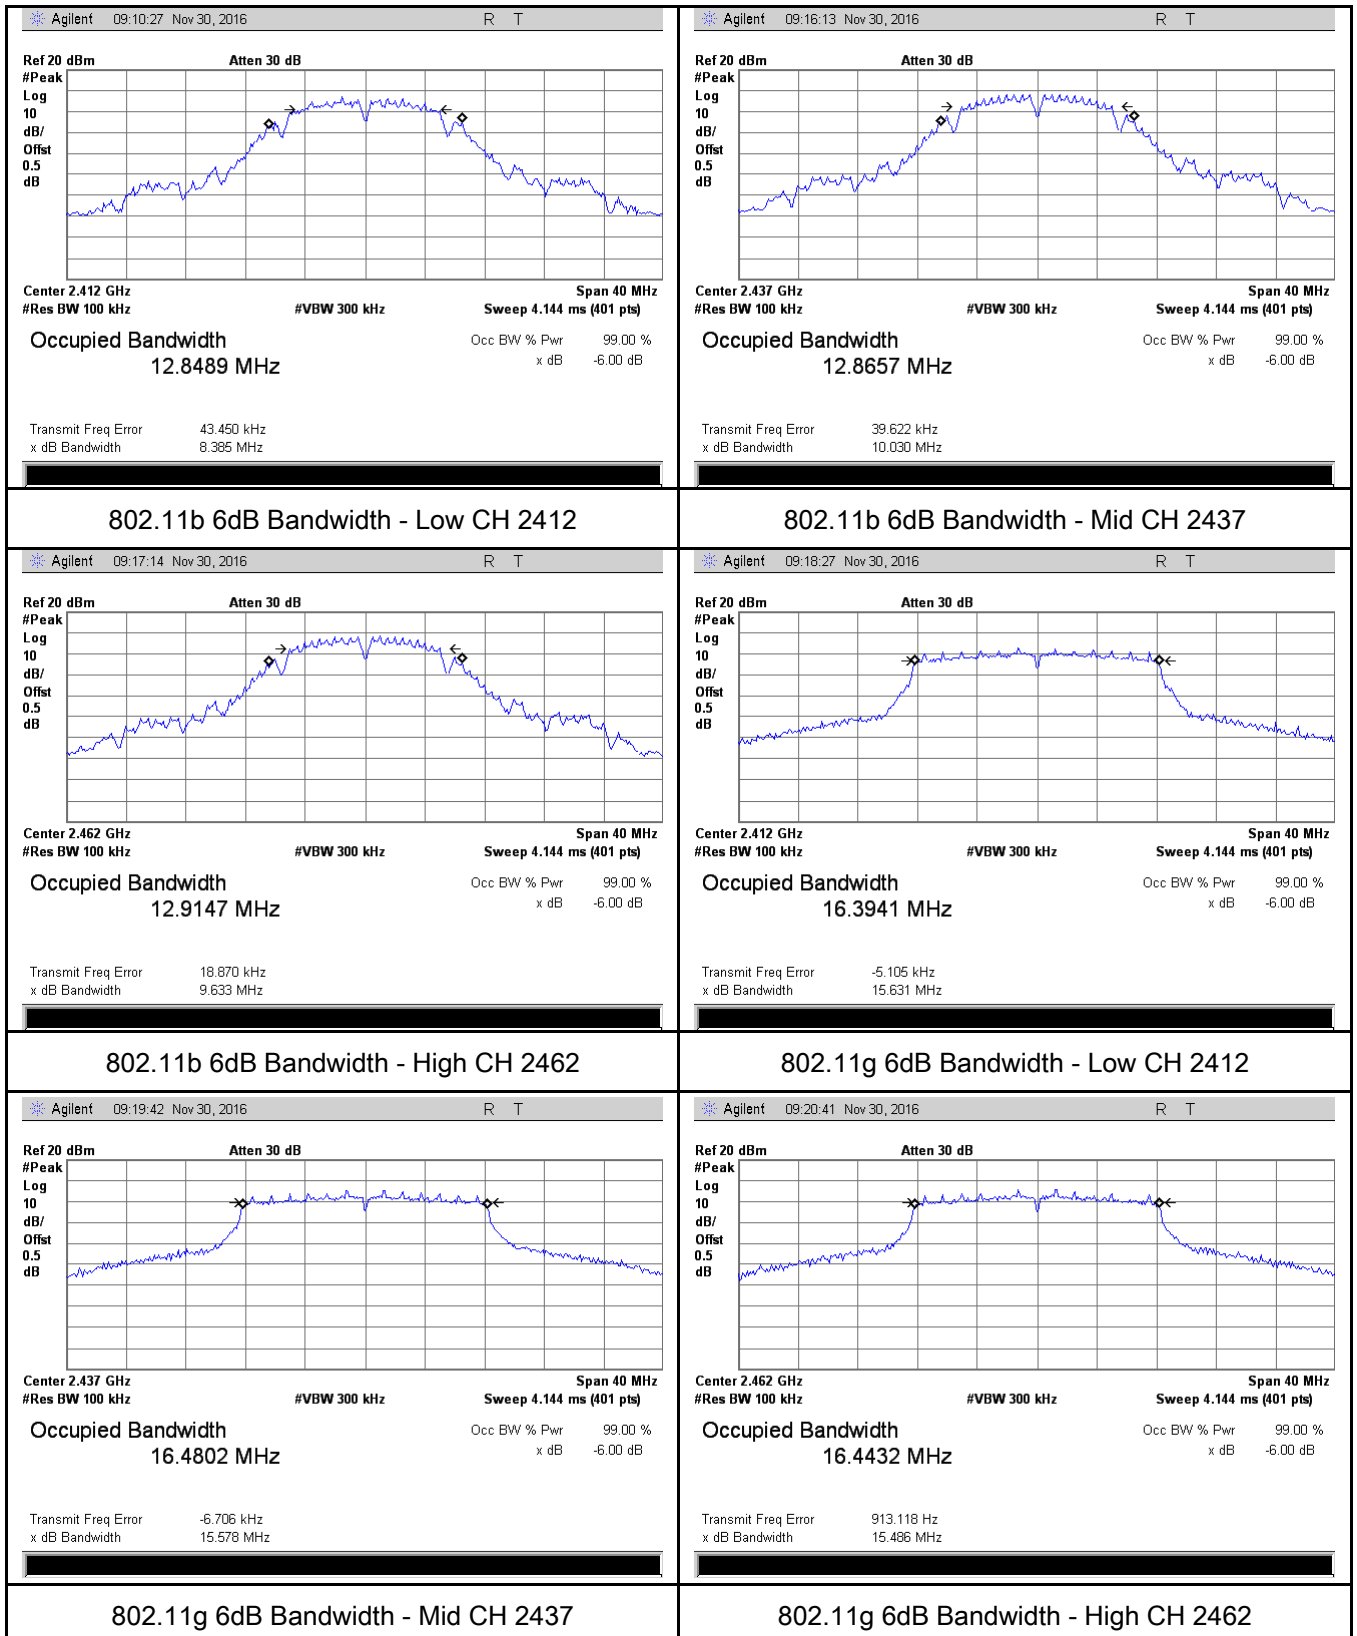 Agilent 09:10:27 Nov 30, 2016 R T
Ref 20 dBm Atten 30 dB
#Peak
Log
10
dB/
Offst
0.5
dB
Center 2.412 GHz Span 40 MHz
#Res BW 100 kHz #VBW 300 kHz Sweep 4.144 ms (401 pts)
Occupied Bandwidth Occ BW % Pwr 99.00 %
12.8489 MHz x dB -6.00 dB
Transmit Freq Error 43.450 kHz
x dB Bandwidth 8.385 MHz
802.11b 6dB Bandwidth - Low CH 2412
Agilent 09:16:13 Nov 30, 2016 R T
Ref 20 dBm Atten 30 dB
#Peak
Log
10
dB/
Offst
0.5
dB
Center 2.437 GHz Span 40 MHz
#Res BW 100 kHz #VBW 300 kHz Sweep 4.144 ms (401 pts)
Occupied Bandwidth Occ BW % Pwr 99.00 %
12.8657 MHz x dB -6.00 dB
Transmit Freq Error 39.622 kHz
x dB Bandwidth 10.030 MHz
802.11b 6dB Bandwidth - Mid CH 2437
Agilent 09:17:14 Nov 30, 2016 R T
Ref 20 dBm Atten 30 dB
#Peak
Log
10
dB/
Offst
0.5
dB
Center 2.462 GHz Span 40 MHz
#Res BW 100 kHz #VBW 300 kHz Sweep 4.144 ms (401 pts)
Occupied Bandwidth Occ BW % Pwr 99.00 %
12.9147 MHz x dB -6.00 dB
Transmit Freq Error 18.870 kHz
x dB Bandwidth 9.633 MHz
802.11b 6dB Bandwidth - High CH 2462
Agilent 09:18:27 Nov 30, 2016 R T
Ref 20 dBm Atten 30 dB
#Peak
Log
10
dB/
Offst
0.5
dB
Center 2.412 GHz Span 40 MHz
#Res BW 100 kHz #VBW 300 kHz Sweep 4.144 ms (401 pts)
Occupied Bandwidth Occ BW % Pwr 99.00 %
16.3941 MHz x dB -6.00 dB
Transmit Freq Error -5.105 kHz
x dB Bandwidth 15.631 MHz
802.11g 6dB Bandwidth - Low CH 2412
Agilent 09:19:42 Nov 30, 2016 R T
Ref 20 dBm Atten 30 dB
#Peak
Log
10
dB/
Offst
0.5
dB
Center 2.437 GHz Span 40 MHz
#Res BW 100 kHz #VBW 300 kHz Sweep 4.144 ms (401 pts)
Occupied Bandwidth Occ BW % Pwr 99.00 %
16.4802 MHz x dB -6.00 dB
Transmit Freq Error -6.706 kHz
x dB Bandwidth 15.578 MHz
802.11g 6dB Bandwidth - Mid CH 2437
Agilent 09:20:41 Nov 30, 2016 R T
Ref 20 dBm Atten 30 dB
#Peak
Log
10
dB/
Offst
0.5
dB
Center 2.462 GHz Span 40 MHz
#Res BW 100 kHz #VBW 300 kHz Sweep 4.144 ms (401 pts)
Occupied Bandwidth Occ BW % Pwr 99.00 %
16.4432 MHz x dB -6.00 dB
Transmit Freq Error 913.118 Hz
x dB Bandwidth 15.486 MHz
802.11g 6dB Bandwidth - High CH 2462